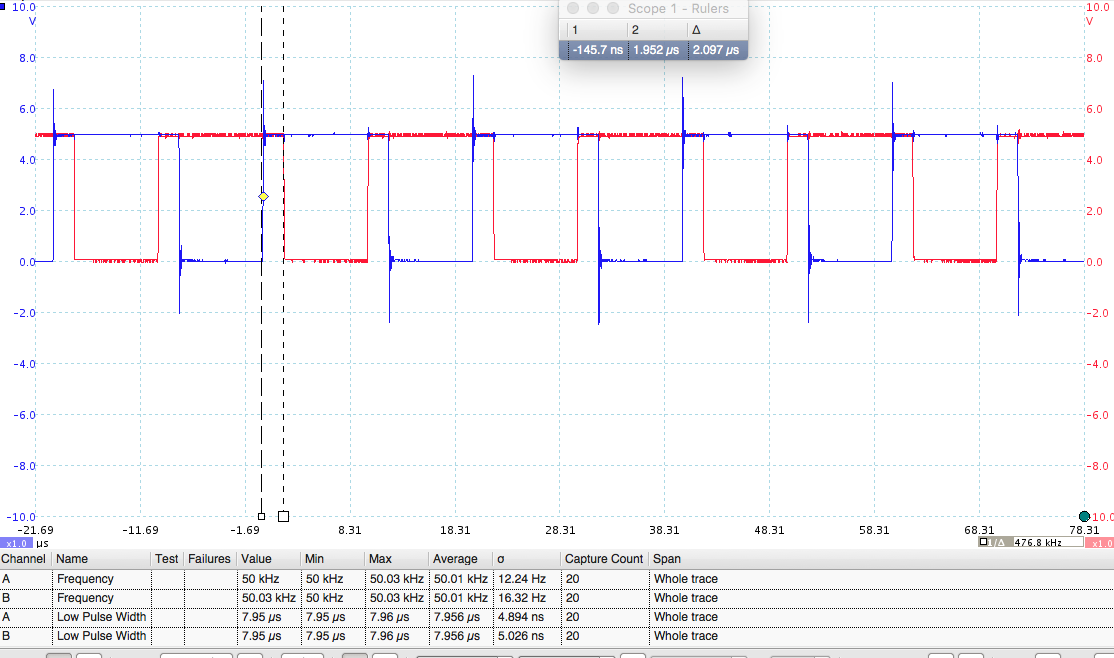 Scope 1 - Rulers
1 2 Δ
-145.7 ns 1.952 µs 2.097 µs
10.0 10.0
V V
8.0 8.0
6.0 6.0
4.0 4.0
2.0 2.0
0.0 0.0
-2.0 -2.0
-4.0 -4.0
-6.0 -6.0
-8.0 -8.0
-10.0 -10.0
-21.69 -11.69 -1.69 8.31 18.31 28.31 38.31 48.31 58.31 68.31 78.31
x1.0 µs 1/Δ 476.8 kHz x1.0
Channel Name Test Failures Value Min Max Average σ Capture Count Span
A Frequency 50 kHz 50 kHz 50.03 kHz 50.01 kHz 12.24 Hz 20 Whole trace
B Frequency 50.03 kHz 50 kHz 50.03 kHz 50.01 kHz 16.32 Hz 20 Whole trace
A Low Pulse Width 7.95 µs 7.95 µs 7.96 µs 7.956 µs 4.894 ns 20 Whole trace
B Low Pulse Width 7.95 µs 7.95 µs 7.96 µs 7.956 µs 5.026 ns 20 Whole trace